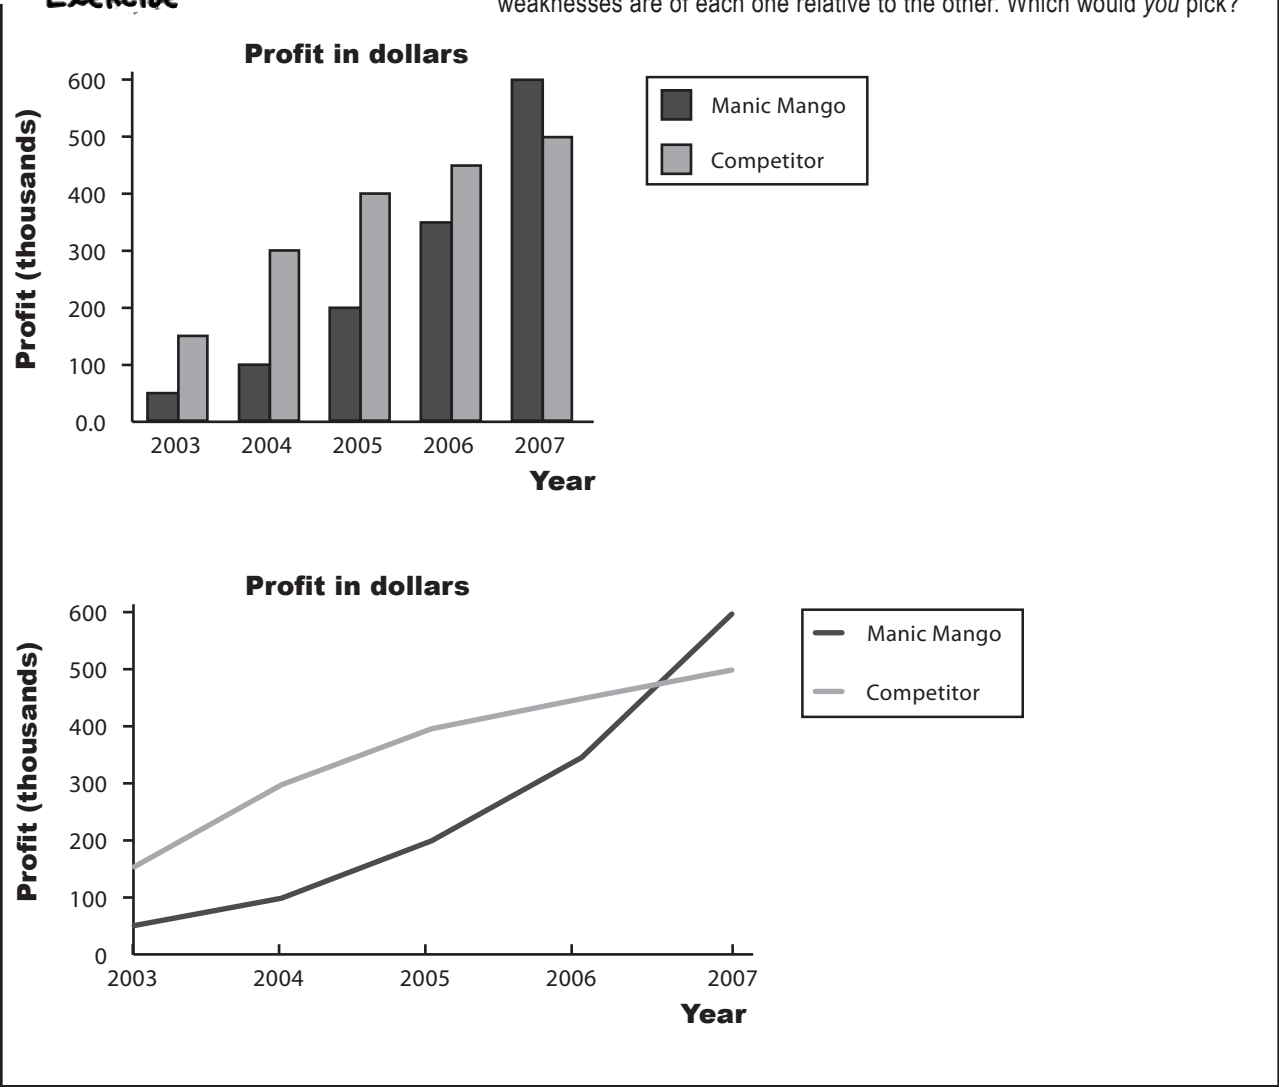 Exercise
weaknesses are of each one relative to the other. Which would you pick?
Profit in dollars
Profit (thousands)
600
500
400
300
200
100
0.0
2003 2004 2005 2006 2007
Year
Manic Mango
Competitor
Profit in dollars
Profit (thousands)
600
500
400
300
200
100
0
2003 2004 2005 2006 2007
Year
Manic Mango
Competitor